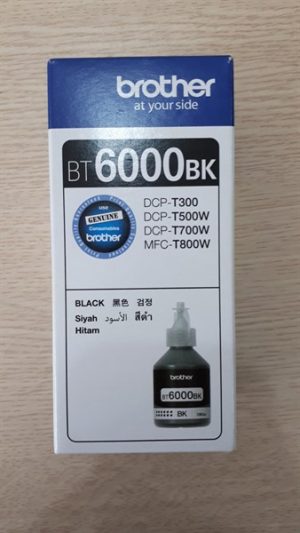 brother
at your side
BT6000BK
USE
GENUINE
Consumables
brother
DCP-T300
DCP-T500W
DCP-T700W
MFC-T800W
BLACK 黑色 검정
Siyah الأسود สีดำ
Hitam
brother
BT6000BK
BK